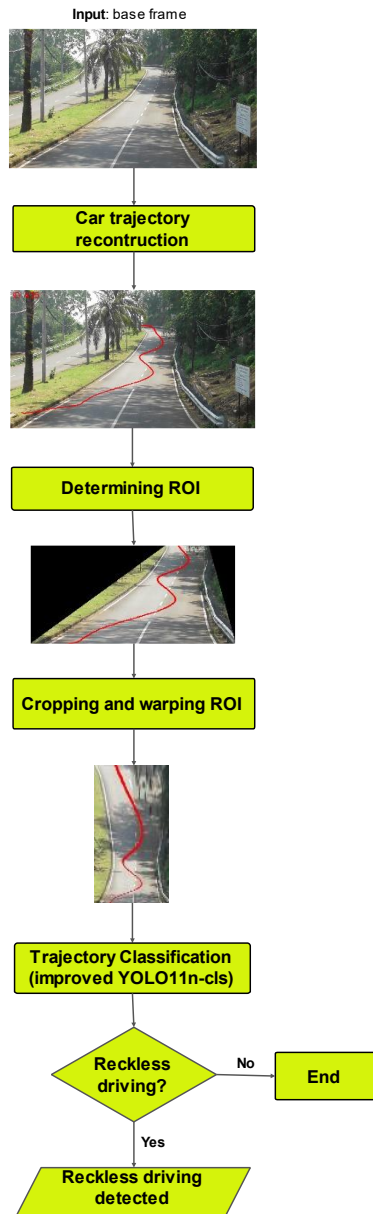 Input: base frame
Car trajectory
recontruction
Determining ROI
Cropping and warping ROI
Trajectory Classification
(improved YOLO11n-cls)
Reckless
driving?
No
End
Yes
Reckless driving
detected